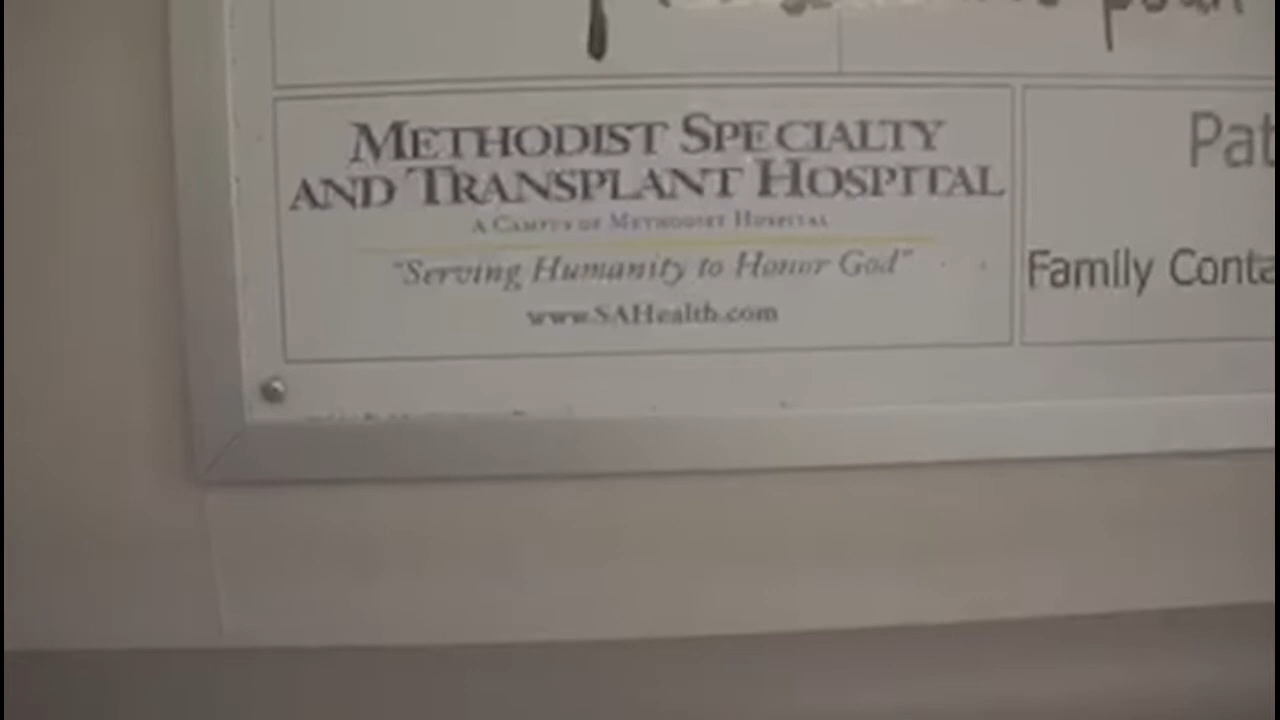 METHODIST SPECIALTY
AND TRANSPLANT HOSPITAL
A CAMPUS OF METHODIST HOSPITAL
"Serving Humanity to Honor God"
www.SAHealth.com
Pat
Family Conta